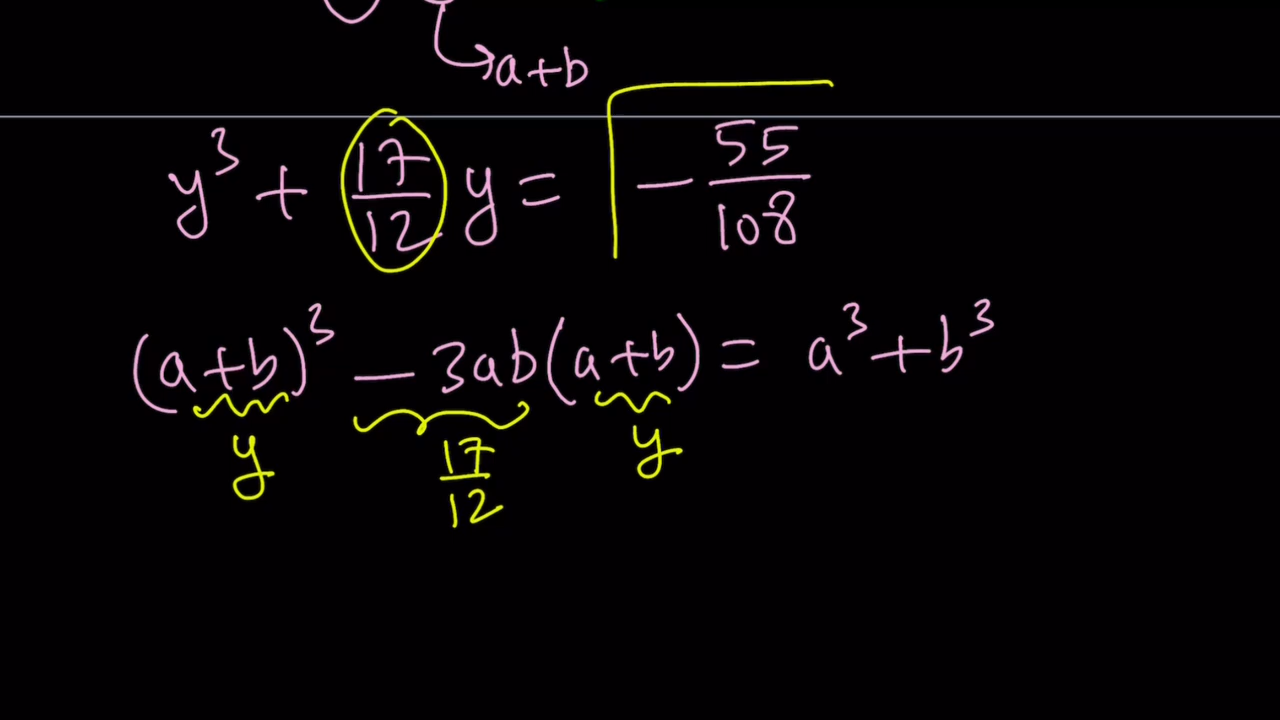 a+b
y³ + 17/12 y = - 55/108
(a+b)³ - 3ab(a+b) = a³+b³
y 17/12 y